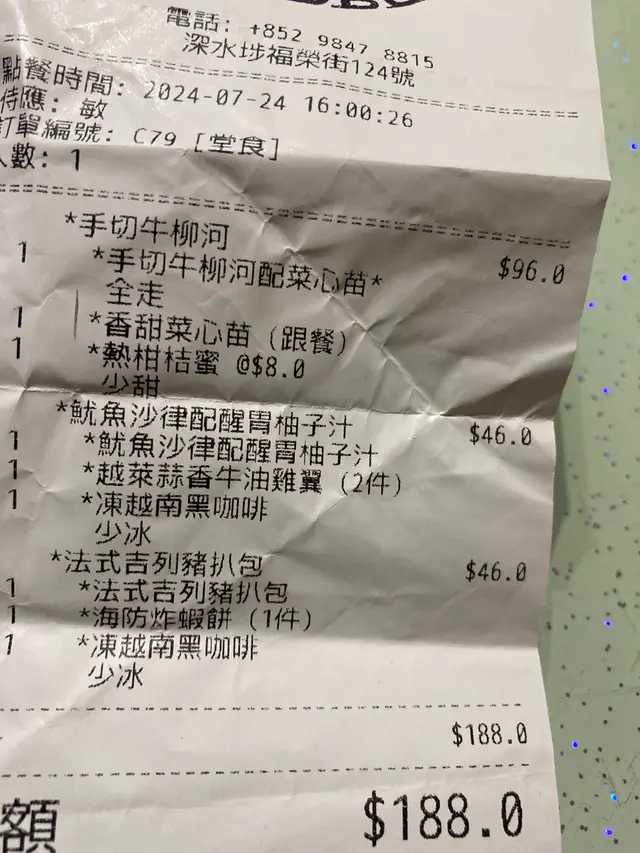 電話: +852 9847 8815
深水埗福榮街124號
點餐時間: 2024-07-24 16:00:26
侍應: 敏
訂單編號: C79 [堂食]
人數: 1
*手切牛柳河
1 *手切牛柳河配菜心苗* $96.0
全走
1 *香甜菜心苗 (跟餐)
1 *熱柑桔蜜 @$8.0
少甜
*魷魚沙律配醒胃柚子汁 $46.0
1 *魷魚沙律配醒胃柚子汁
1 *越萊蒜香牛油雞翼 (2件)
1 *凍越南黑咖啡
少冰
*法式吉列豬扒包 $46.0
1 *法式吉列豬扒包
1 *海防炸蝦餅 (1件)
1 *凍越南黑咖啡
少冰
$188.0
額 $188.0